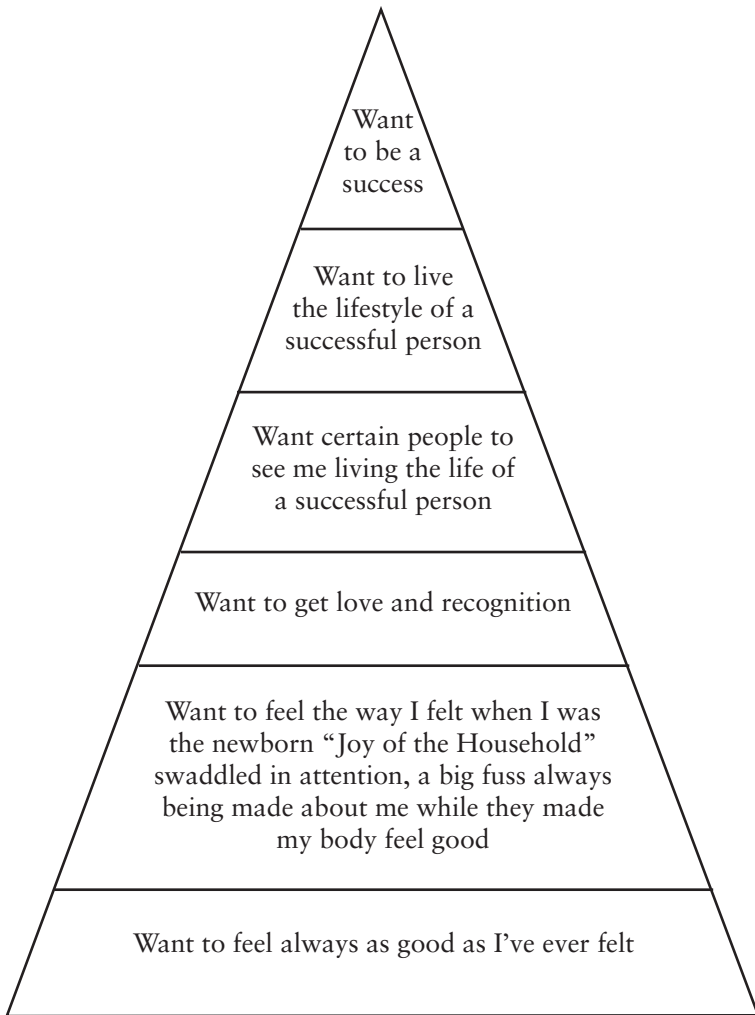 Want
to be a
success
Want to live
the lifestyle of a
successful person
Want certain people to
see me living the life of
a successful person
Want to get love and recognition
Want to feel the way I felt when I was
the newborn “Joy of the Household”
swaddled in attention, a big fuss always
being made about me while they made
my body feel good
Want to feel always as good as I’ve ever felt